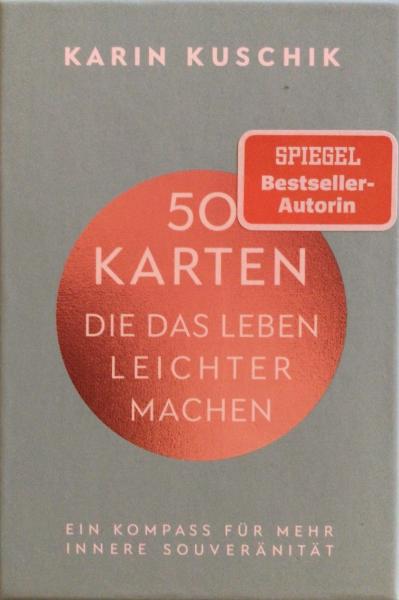 KARIN KUSCHIK
SPIEGEL
Bestseller-
Autorin
50
KARTEN
DIE DAS LEBEN
LEICHTER
MACHEN
EIN KOMPASS FÜR MEHR
INNERE SOUVERÄNITÄT